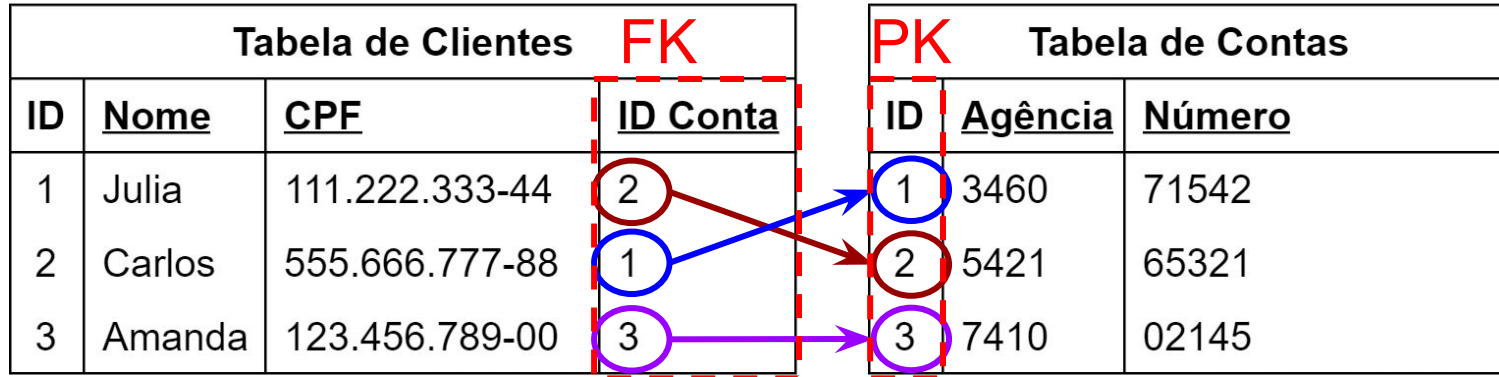 Tabela de Clientes FK PK Tabela de Contas
ID Nome CPF ID Conta ID Agência Número
1 Julia 111.222.333-44 2 1 3460 71542
2 Carlos 555.666.777-88 1 2 5421 65321
3 Amanda 123.456.789-00 3 3 7410 02145